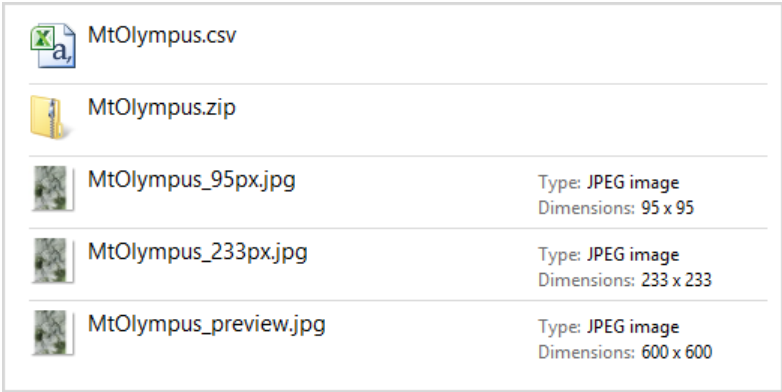 MtOlympus.csv
MtOlympus.zip
MtOlympus_95px.jpg
Type: JPEG image
Dimensions: 95 x 95
MtOlympus_233px.jpg
Type: JPEG image
Dimensions: 233 x 233
MtOlympus_preview.jpg
Type: JPEG image
Dimensions: 600 x 600